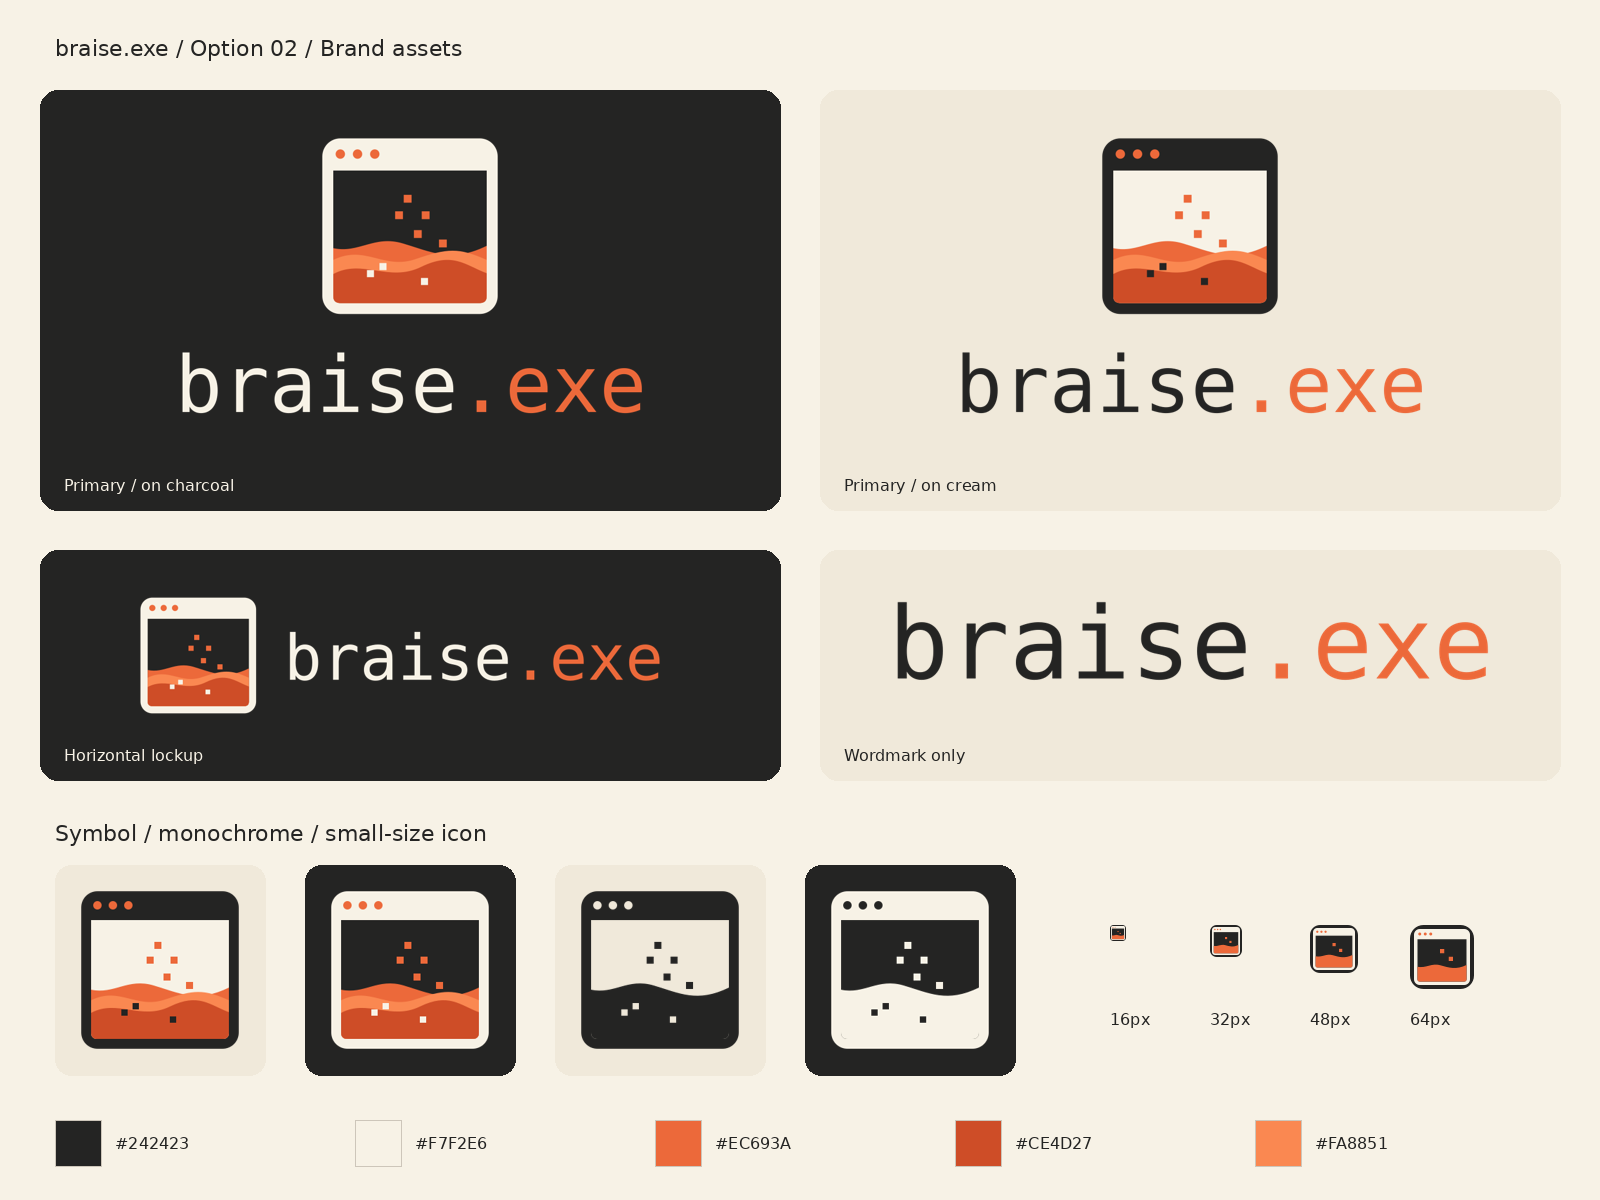 braise.exe / Option 02 / Brand assets
braise.exe
Primary / on charcoal
braise.exe
Primary / on cream
braise.exe
Horizontal lockup
braise.exe
Wordmark only
Symbol / monochrome / small-size icon
16px
32px
48px
64px
#242423
#F7F2E6
#EC693A
#CE4D27
#FA8851